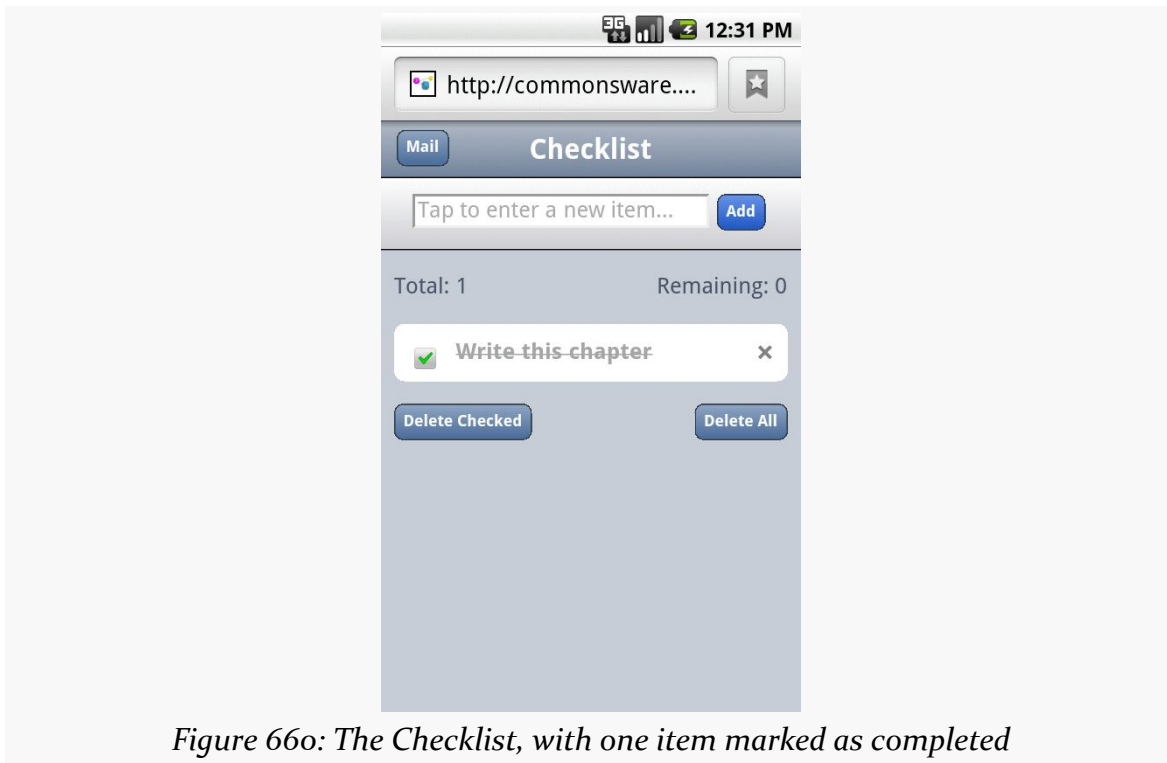 3G 12:31 PM
http://commonsware....
Mail Checklist
Tap to enter a new item... Add
Total: 1 Remaining: 0
Write this chapter ×
Delete Checked Delete All
Figure 660: The Checklist, with one item marked as completed